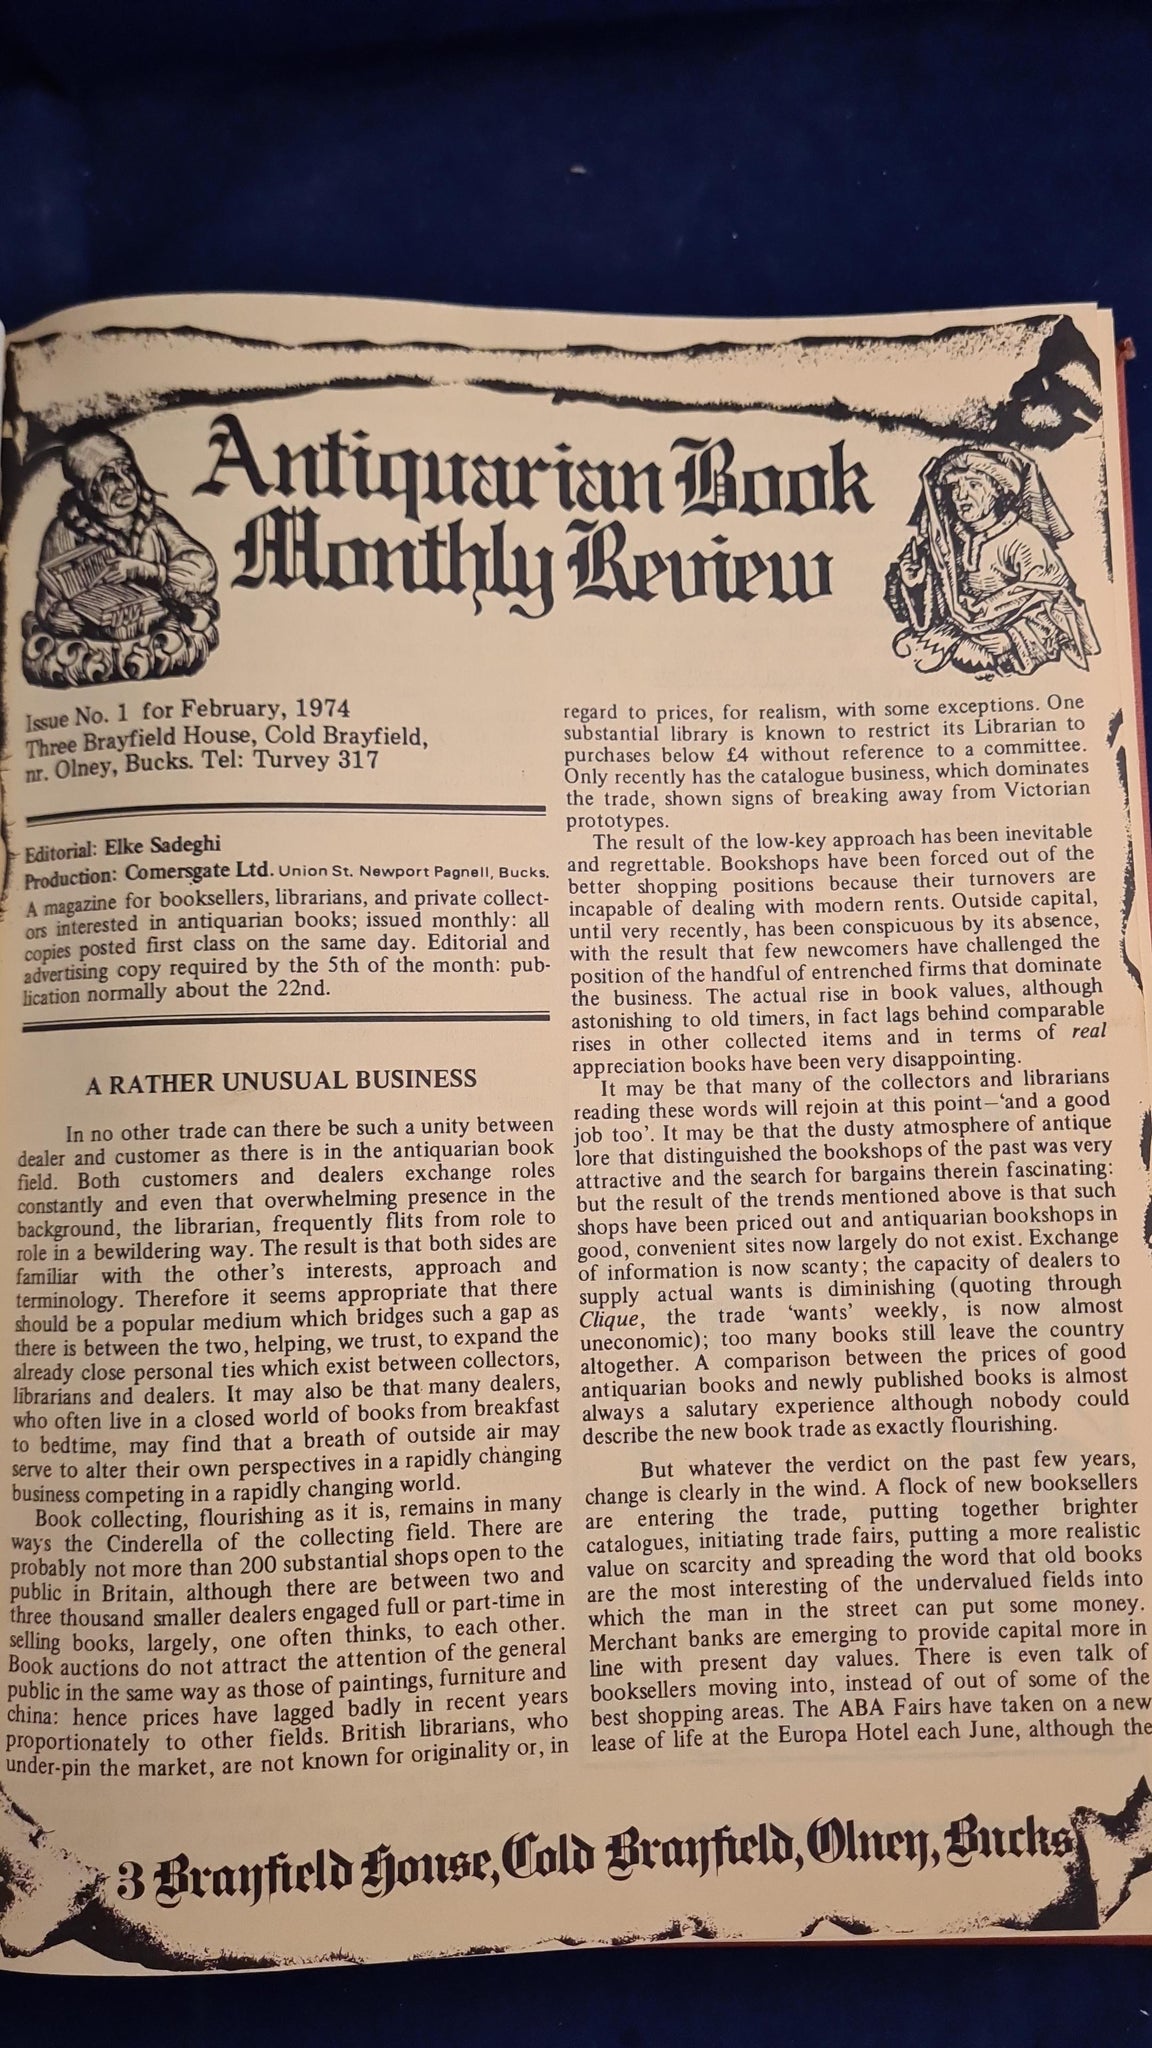 Antiquarian Book
Monthly Review
Issue No. 1 for February, 1974
Three Brayfield House, Cold Brayfield,
nr. Olney, Bucks. Tel: Turvey 317
Editorial: Elke Sadeghi
Production: Comersgate Ltd. Union St. Newport Pagnell, Bucks.
A magazine for booksellers, librarians, and private collect-
ors interested in antiquarian books; issued monthly: all
copies posted first class on the same day. Editorial and
advertising copy required by the 5th of the month: pub-
lication normally about the 22nd.
A RATHER UNUSUAL BUSINESS
In no other trade can there be such a unity between
dealer and customer as there is in the antiquarian book
field. Both customers and dealers exchange roles
constantly and even that overwhelming presence in the
background, the librarian, frequently flits from role to
role in a bewildering way. The result is that both sides are
familiar with the other's interests, approach and
terminology. Therefore it seems appropriate that there
should be a popular medium which bridges such a gap as
there is between the two, helping, we trust, to expand the
already close personal ties which exist between collectors,
librarians and dealers. It may also be that many dealers,
who often live in a closed world of books from breakfast
to bedtime, may find that a breath of outside air may
serve to alter their own perspectives in a rapidly changing
business competing in a rapidly changing world.
Book collecting, flourishing as it is, remains in many
ways the Cinderella of the collecting field. There are
probably not more than 200 substantial shops open to the
public in Britain, although there are between two and
three thousand smaller dealers engaged full or part-time in
selling books, largely, one often thinks, to each other.
Book auctions do not attract the attention of the general
public in the same way as those of paintings, furniture and
china: hence prices have lagged badly in recent years
proportionately to other fields. British librarians, who
under-pin the market, are not known for originality or, in
regard to prices, for realism, with some exceptions. One
substantial library is known to restrict its Librarian to
purchases below £4 without reference to a committee.
Only recently has the catalogue business, which dominates
the trade, shown signs of breaking away from Victorian
prototypes.
The result of the low-key approach has been inevitable
and regrettable. Bookshops have been forced out of the
better shopping positions because their turnovers are
incapable of dealing with modern rents. Outside capital,
until very recently, has been conspicuous by its absence,
with the result that few newcomers have challenged the
position of the handful of entrenched firms that dominate
the business. The actual rise in book values, although
astonishing to old timers, in fact lags behind comparable
rises in other collected items and in terms of real
appreciation books have been very disappointing.
It may be that many of the collectors and librarians
reading these words will rejoin at this point—'and a good
job too'. It may be that the dusty atmosphere of antique
lore that distinguished the bookshops of the past was very
attractive and the search for bargains therein fascinating:
but the result of the trends mentioned above is that such
shops have been priced out and antiquarian bookshops in
good, convenient sites now largely do not exist. Exchange
of information is now scanty; the capacity of dealers to
supply actual wants is diminishing (quoting through
Clique, the trade 'wants' weekly, is now almost
uneconomic); too many books still leave the country
altogether. A comparison between the prices of good
antiquarian books and newly published books is almost
always a salutary experience although nobody could
describe the new book trade as exactly flourishing.
But whatever the verdict on the past few years,
change is clearly in the wind. A flock of new booksellers
are entering the trade, putting together brighter
catalogues, initiating trade fairs, putting a more realistic
value on scarcity and spreading the word that old books
are the most interesting of the undervalued fields into
which the man in the street can put some money.
Merchant banks are emerging to provide capital more in
line with present day values. There is even talk of
booksellers moving into, instead of out of some of the
best shopping areas. The ABA Fairs have taken on a new
lease of life at the Europa Hotel each June, although the
3 Brayfield House, Cold Brayfield, Olney, Bucks